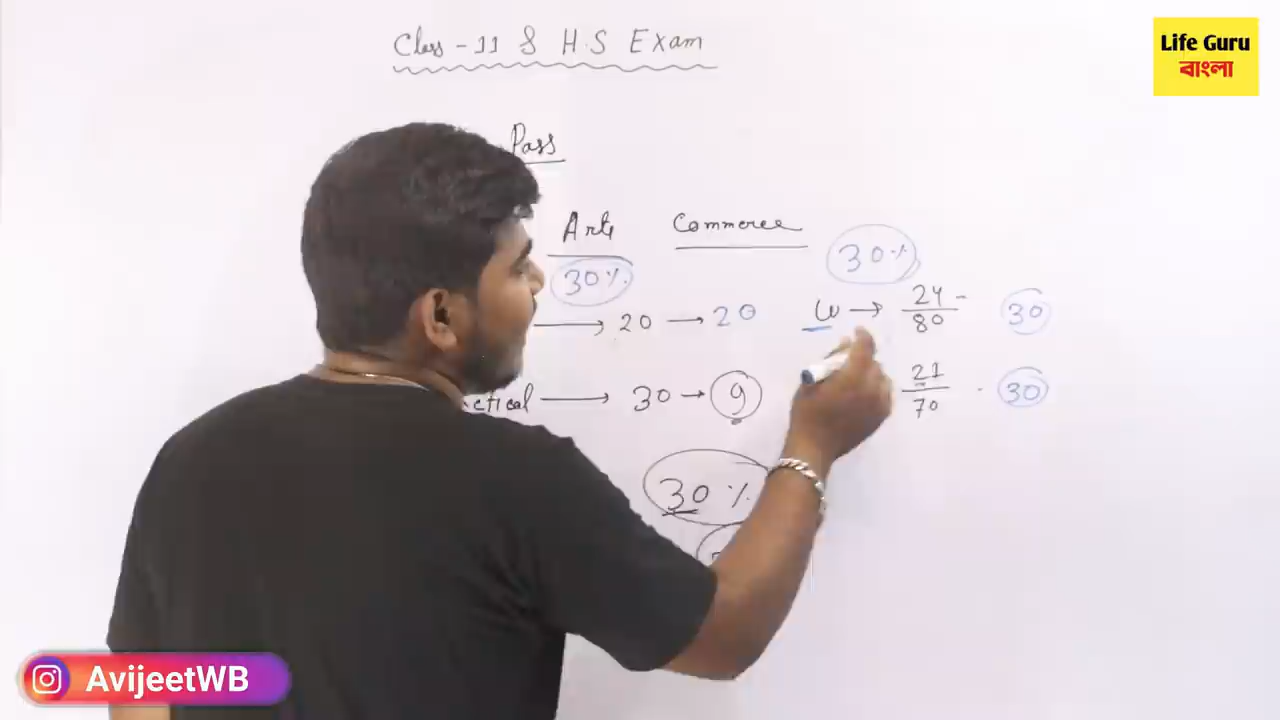 Class - 11 & H.S Exam
Life Guru
বাংলা
Pass
Arts Commerce
30% 30%
→ 20 → 20 W → 24/80 30
ctical → 30 → 9 21/70 30
30%
AvijeetWB